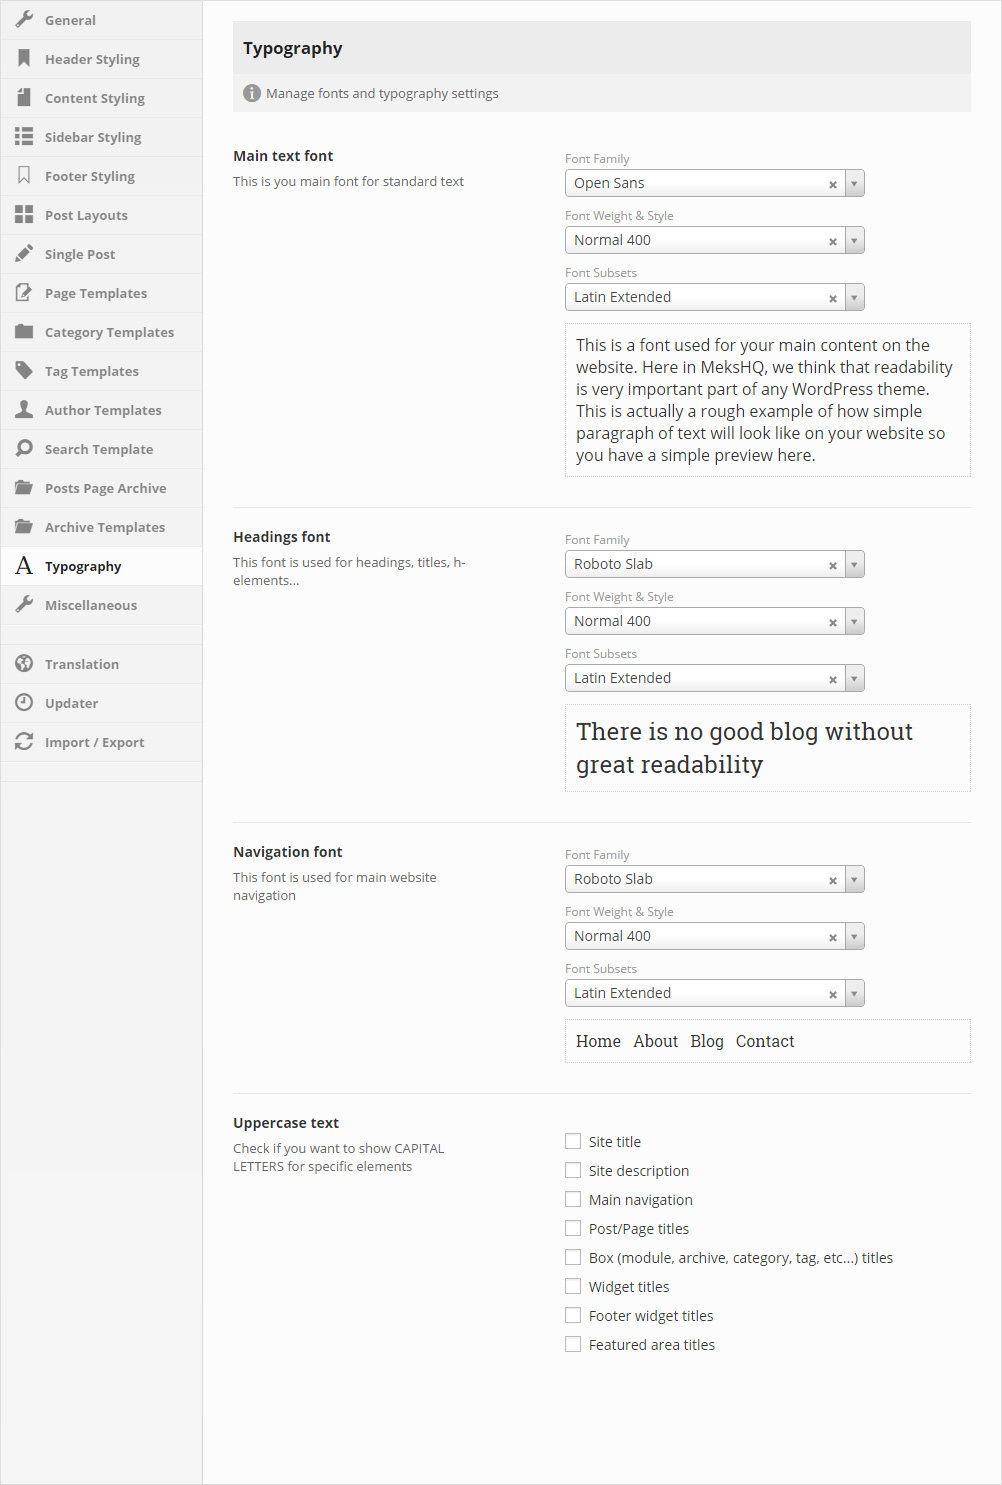 General
Header Styling
Content Styling
Sidebar Styling
Footer Styling
Post Layouts
Single Post
Page Templates
Category Templates
Tag Templates
Author Templates
Search Template
Posts Page Archive
Archive Templates
Typography
Miscellaneous
Translation
Updater
Import / Export
Typography
Manage fonts and typography settings
Main text font
This is you main font for standard text
Font Family
Open Sans
Font Weight & Style
Normal 400
Font Subsets
Latin Extended
This is a font used for your main content on the
website. Here in MeksHQ, we think that readability
is very important part of any WordPress theme.
This is actually a rough example of how simple
paragraph of text will look like on your website so
you have a simple preview here.
Headings font
This font is used for headings, titles, h-
elements...
Font Family
Roboto Slab
Font Weight & Style
Normal 400
Font Subsets
Latin Extended
There is no good blog without
great readability
Navigation font
This font is used for main website
navigation
Font Family
Roboto Slab
Font Weight & Style
Normal 400
Font Subsets
Latin Extended
Home About Blog Contact
Uppercase text
Check if you want to show CAPITAL
LETTERS for specific elements
Site title
Site description
Main navigation
Post/Page titles
Box (module, archive, category, tag, etc...) titles
Widget titles
Footer widget titles
Featured area titles